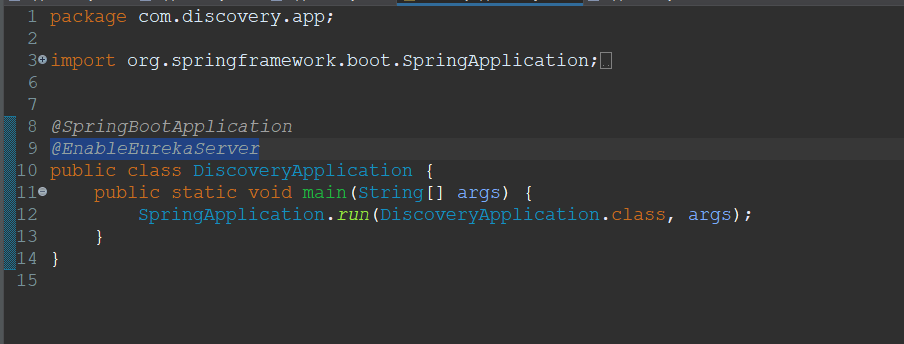 1 package com.discovery.app;
2
3 import org.springframework.boot.SpringApplication;
6
7
8 @SpringBootApplication
9 @EnableEurekaServer
10 public class DiscoveryApplication {
11     public static void main(String[] args) {
12         SpringApplication.run(DiscoveryApplication.class, args);
13     }
14 }
15